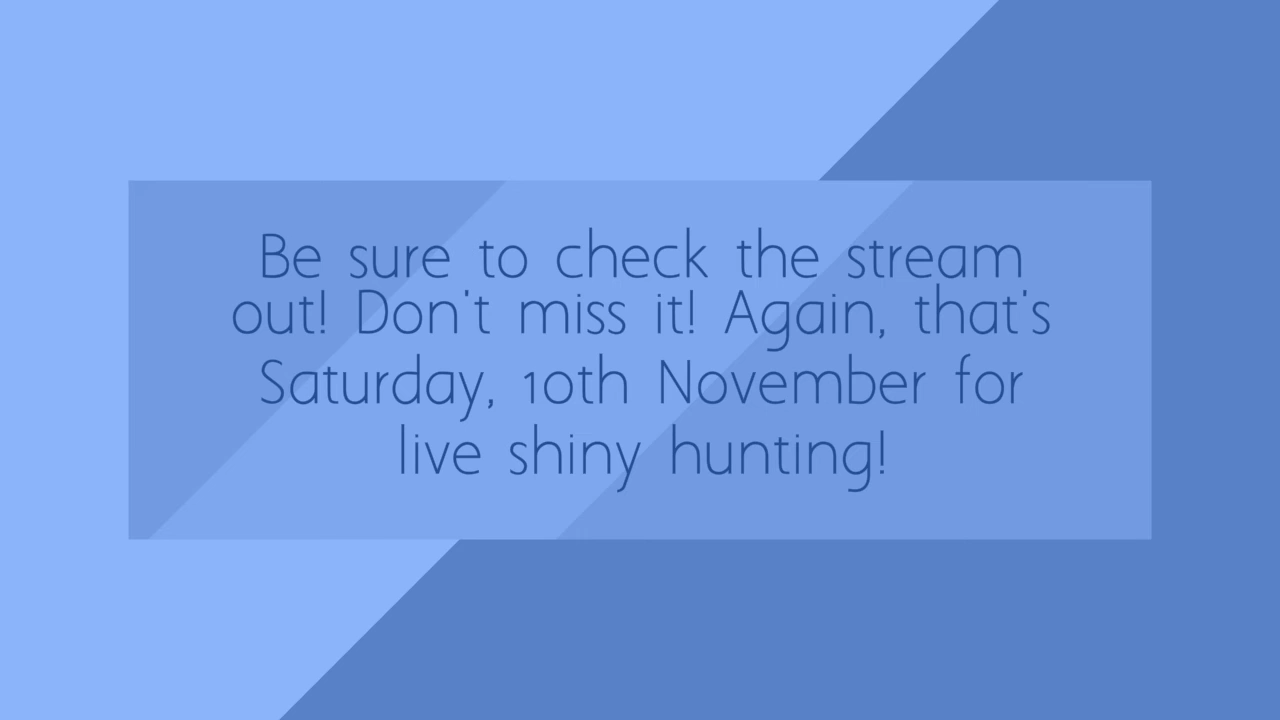 Be sure to check the stream
out! Don't miss it! Again, that's
Saturday, 10th November for
live shiny hunting!